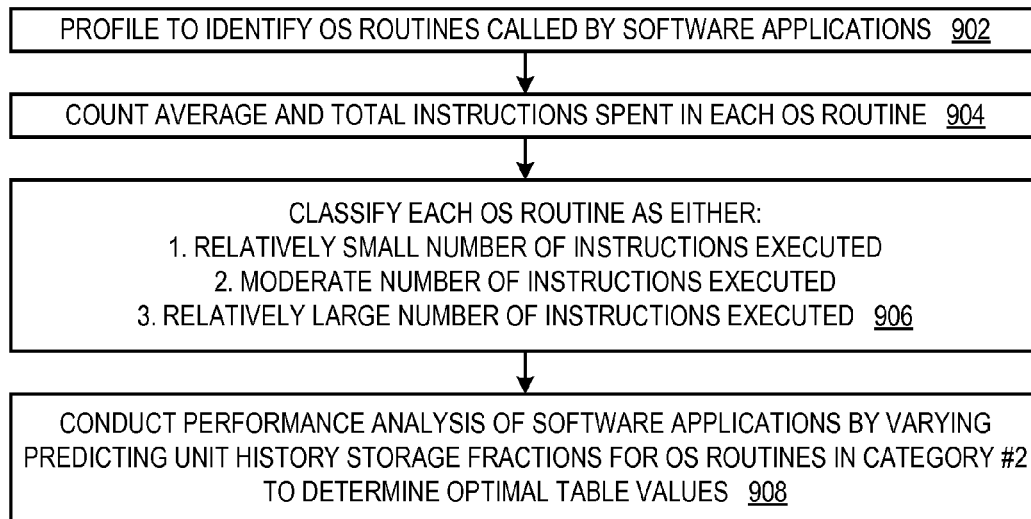 PROFILE TO IDENTIFY OS ROUTINES CALLED BY SOFTWARE APPLICATIONS 902
COUNT AVERAGE AND TOTAL INSTRUCTIONS SPENT IN EACH OS ROUTINE 904
CLASSIFY EACH OS ROUTINE AS EITHER:
1. RELATIVELY SMALL NUMBER OF INSTRUCTIONS EXECUTED
2. MODERATE NUMBER OF INSTRUCTIONS EXECUTED
3. RELATIVELY LARGE NUMBER OF INSTRUCTIONS EXECUTED 906
CONDUCT PERFORMANCE ANALYSIS OF SOFTWARE APPLICATIONS BY VARYING
PREDICTING UNIT HISTORY STORAGE FRACTIONS FOR OS ROUTINES IN CATEGORY #2
TO DETERMINE OPTIMAL TABLE VALUES 908